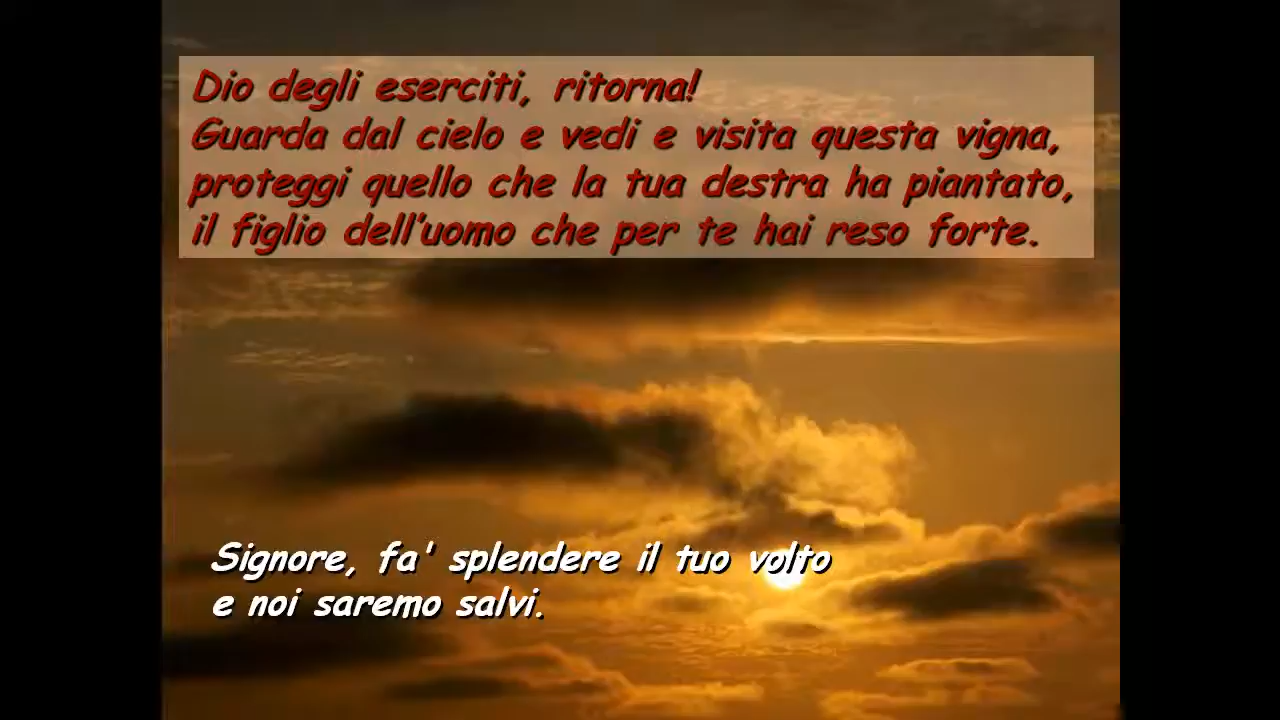 Dio degli eserciti, ritorna!
Guarda dal cielo e vedi e visita questa vigna,
proteggi quello che la tua destra ha piantato,
il figlio dell'uomo che per te hai reso forte.
Signore, fa' splendere il tuo volto
e noi saremo salvi.